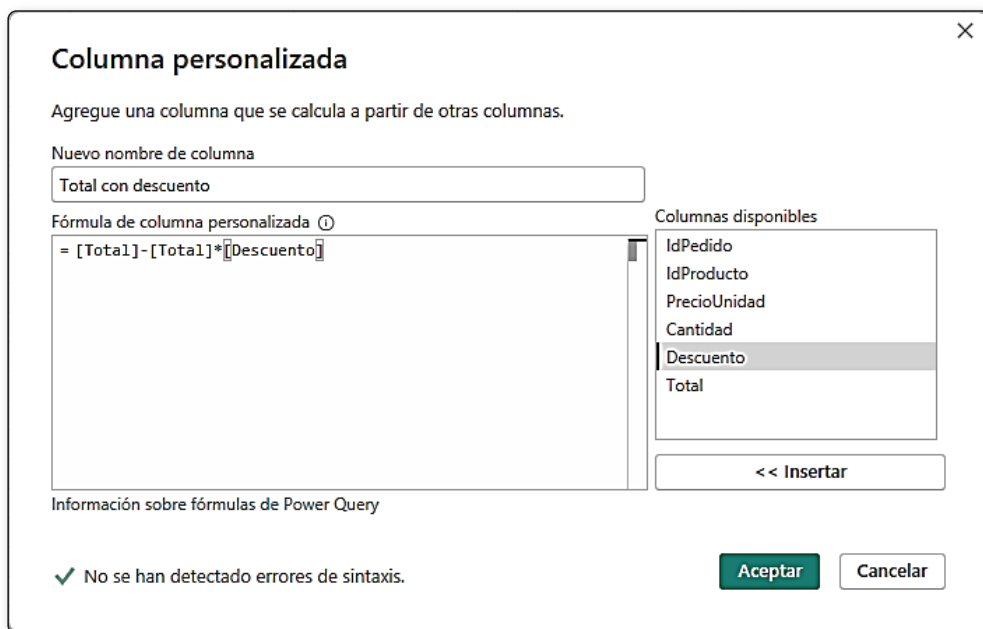 Columna personalizada
Agregue una columna que se calcula a partir de otras columnas.
Nuevo nombre de columna
Total con descuento
Fórmula de columna personalizada
= [Total]-[Total]*[Descuento]
Columnas disponibles
IdPedido
IdProducto
PrecioUnidad
Cantidad
Descuento
Total
<< Insertar
Información sobre fórmulas de Power Query
No se han detectado errores de sintaxis.
Aceptar
Cancelar